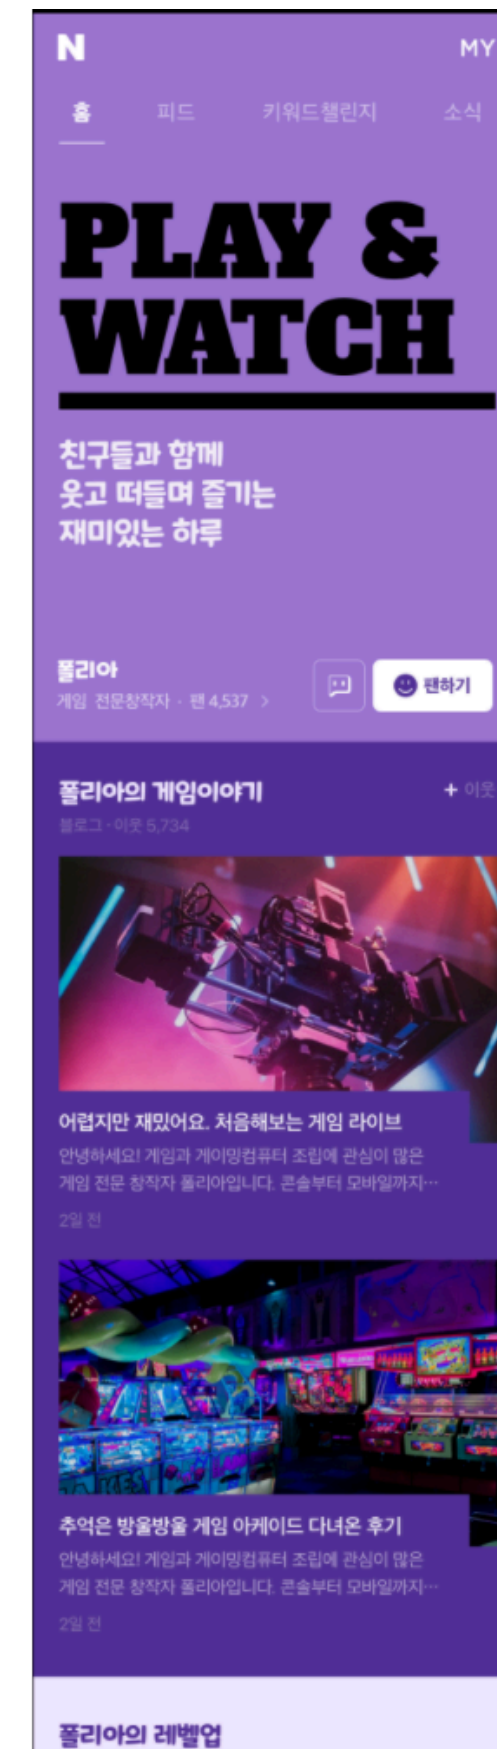 N
MY
홈 피드 키워드챌린지 소식
PLAY &
WATCH
친구들과 함께
웃고 떠들며 즐기는
재미있는 하루
폴리아
게임 전문창작자 · 팬 4,537 >
팬하기
폴리아의 게임이야기
+ 이웃
블로그 · 이웃 5,734
어렵지만 재밌어요. 처음해보는 게임 라이브
안녕하세요! 게임과 게이밍컴퓨터 조립에 관심이 많은
게임 전문 창작자 폴리아입니다. 콘솔부터 모바일까지…
2일 전
추억은 방울방울 게임 아케이드 다녀온 후기
안녕하세요! 게임과 게이밍컴퓨터 조립에 관심이 많은
게임 전문 창작자 폴리아입니다. 콘솔부터 모바일까지…
2일 전
폴리아의 레벨업